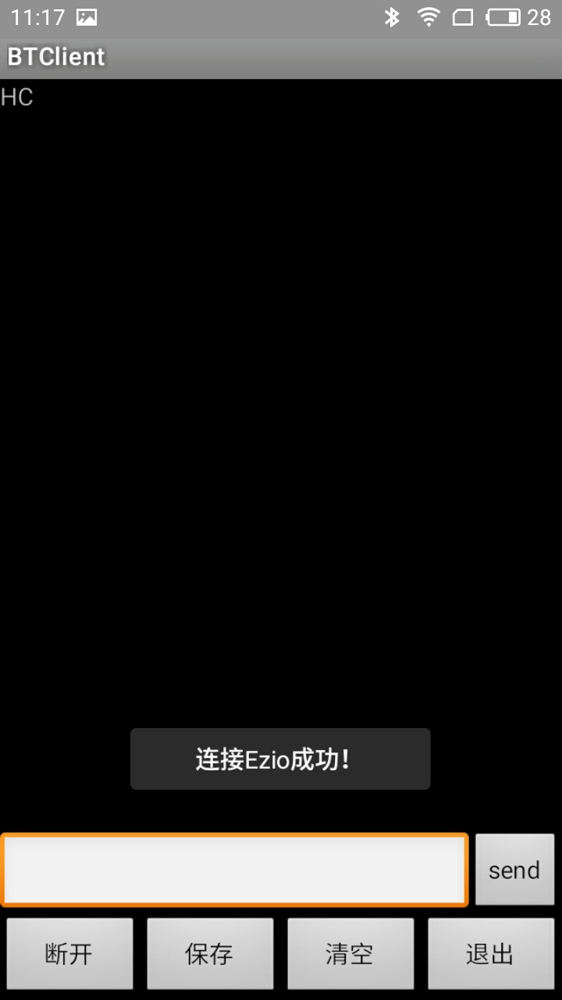 11:17 28
BTClient
HC
连接Ezio成功!
send
断开 保存 清空 退出